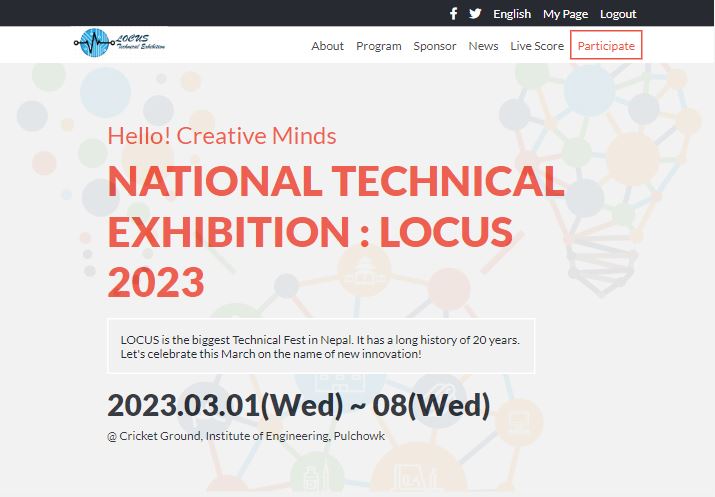 English My Page Logout
LOCUS
Technical Exhibition
About Program Sponsor News Live Score Participate
Hello! Creative Minds
NATIONAL TECHNICAL
EXHIBITION : LOCUS
2023
LOCUS is the biggest Technical Fest in Nepal. It has a long history of 20 years.
Let's celebrate this March on the name of new innovation!
2023.03.01(Wed) ~ 08(Wed)
@ Cricket Ground, Institute of Engineering, Pulchowk